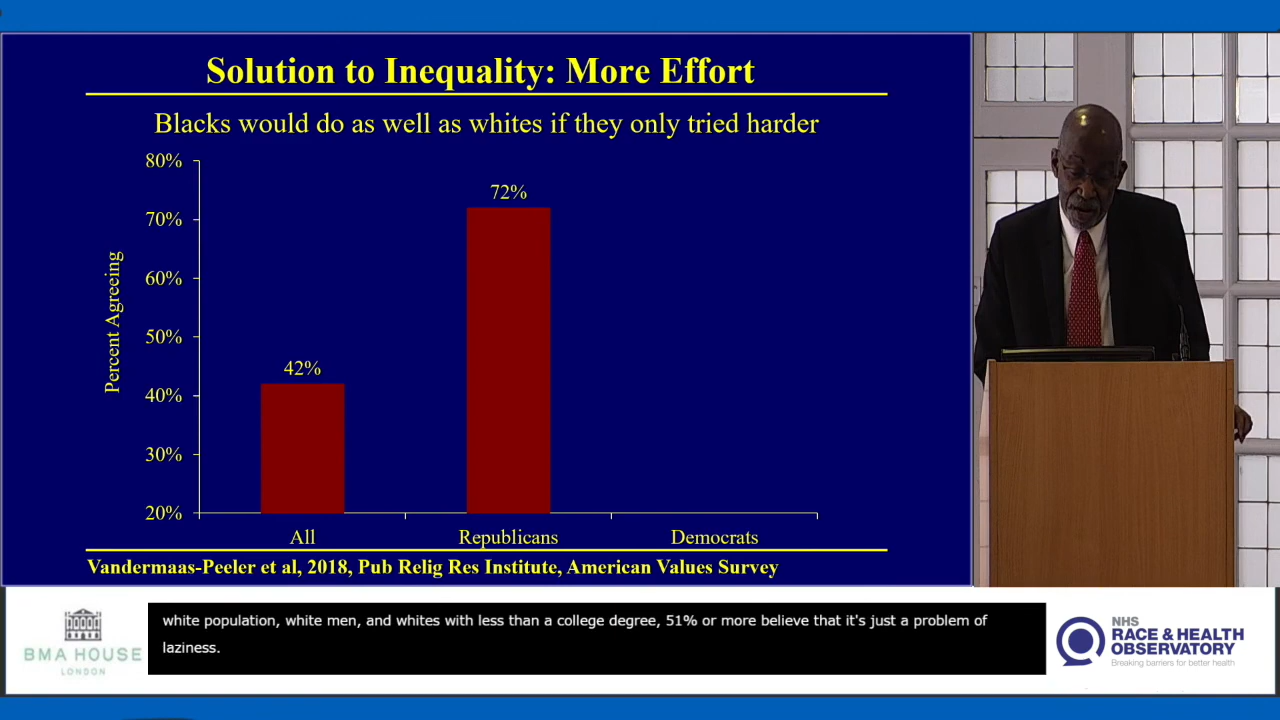 Solution to Inequality: More Effort
Blacks would do as well as whites if they only tried harder
80%
70%
60%
50%
40%
30%
20%
Percent Agreeing
42%
72%
All
Republicans
Democrats
Vandermaas-Peeler et al, 2018, Pub Relig Res Institute, American Values Survey
BMA HOUSE
LONDON
white population, white men, and whites with less than a college degree, 51% or more believe that it's just a problem of
laziness.
NHS
RACE & HEALTH
OBSERVATORY
Breaking barriers for better health